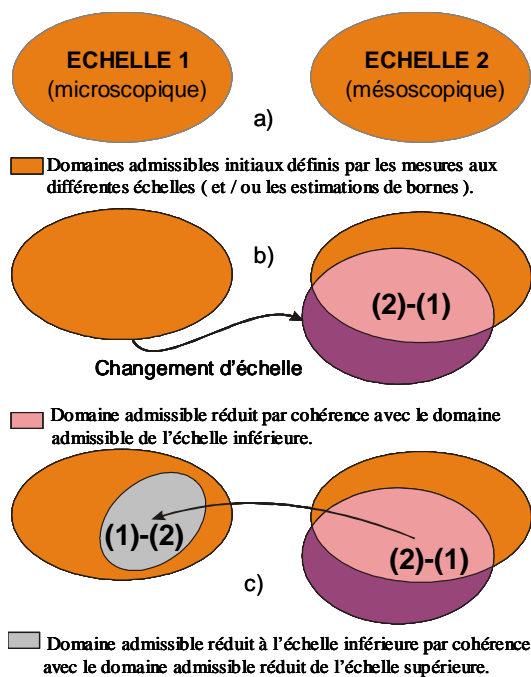 ECHELLE 1
(microscopique)
ECHELLE 2
(mésoscopique)
a)
Domaines admissibles initiaux définis par les mesures aux
différentes échelles ( et / ou les estimations de bornes ).
b)
(2)-(1)
Changement d'échelle
Domaine admissible réduit par cohérence avec le domaine
admissible de l'échelle inférieure.
(1)-(2)
(2)-(1)
c)
Domaine admissible réduit à l'échelle inférieure par cohérence
avec le domaine admissible réduit de l'échelle supérieure.